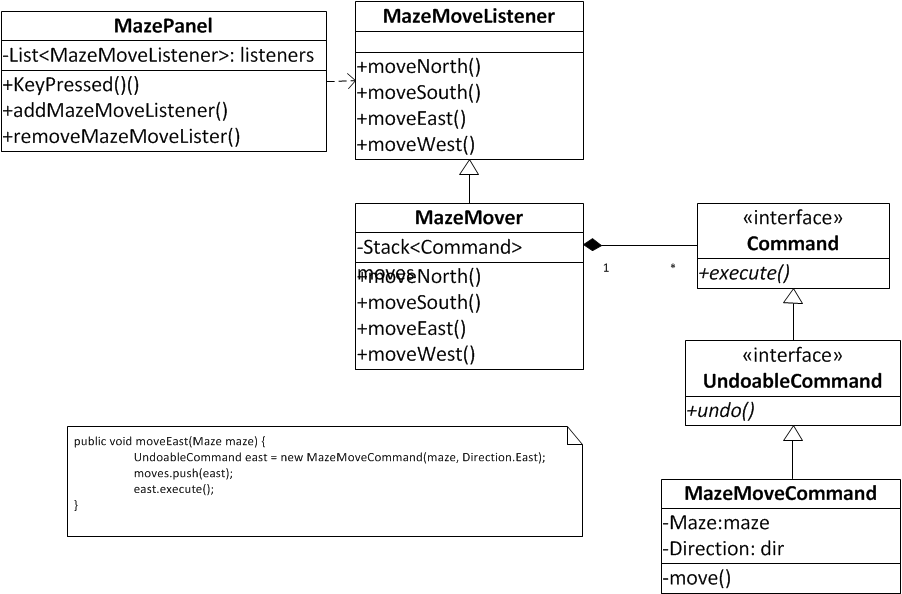 MazePanel
-List<MazeMoveListener>: listeners
+KeyPressed()()
+addMazeMoveListener()
+removeMazeMoveLister()
MazeMoveListener
+moveNorth()
+moveSouth()
+moveEast()
+moveWest()
MazeMover
-Stack<Command>
moves
+moveNorth()
+moveSouth()
+moveEast()
+moveWest()
1
*
«interface»
Command
+execute()
«interface»
UndoableCommand
+undo()
MazeMoveCommand
-Maze:maze
-Direction: dir
-move()
public void moveEast(Maze maze) {
UndoableCommand east = new MazeMoveCommand(maze, Direction.East);
moves.push(east);
east.execute();
}